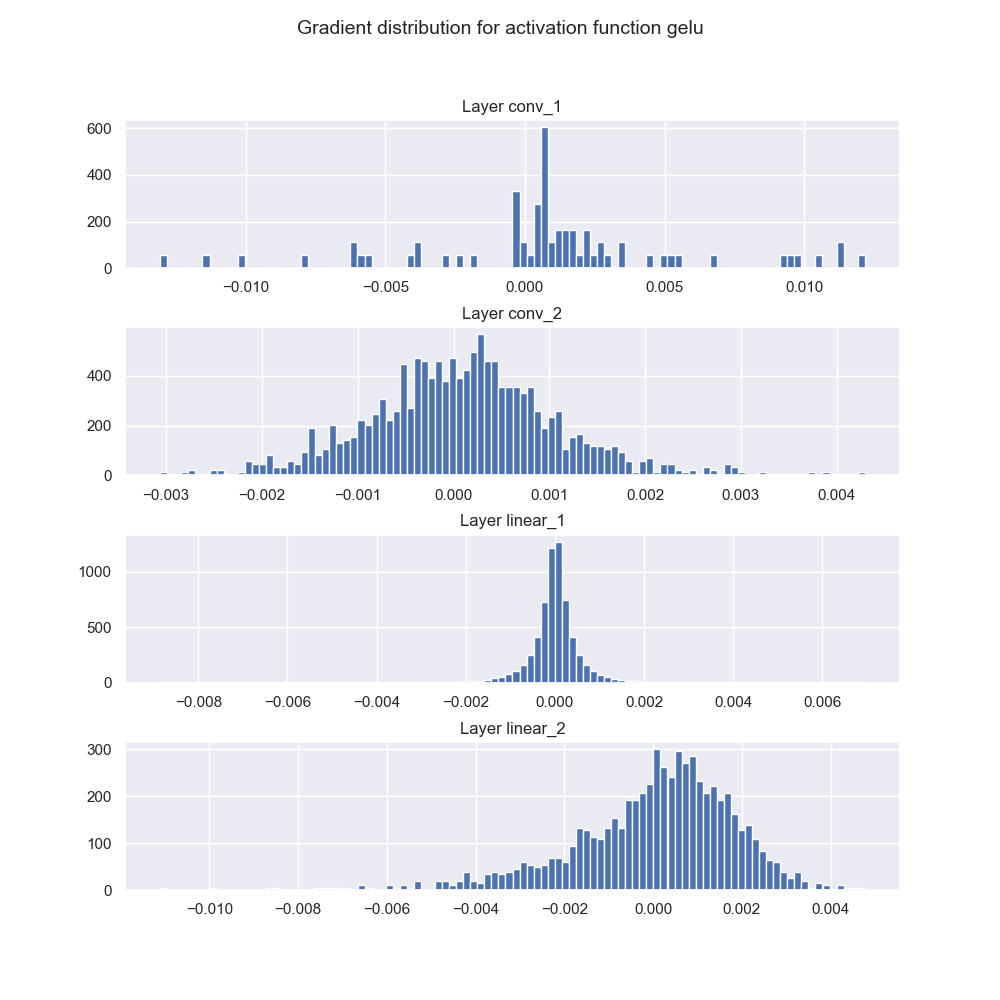 Gradient distribution for activation function gelu
Layer conv_1
600
400
200
0
−0.010 −0.005 0.000 0.005 0.010
Layer conv_2
400
200
0
−0.003 −0.002 −0.001 0.000 0.001 0.002 0.003 0.004
Layer linear_1
1000
500
0
−0.008 −0.006 −0.004 −0.002 0.000 0.002 0.004 0.006
Layer linear_2
300
200
100
0
−0.010 −0.008 −0.006 −0.004 −0.002 0.000 0.002 0.004